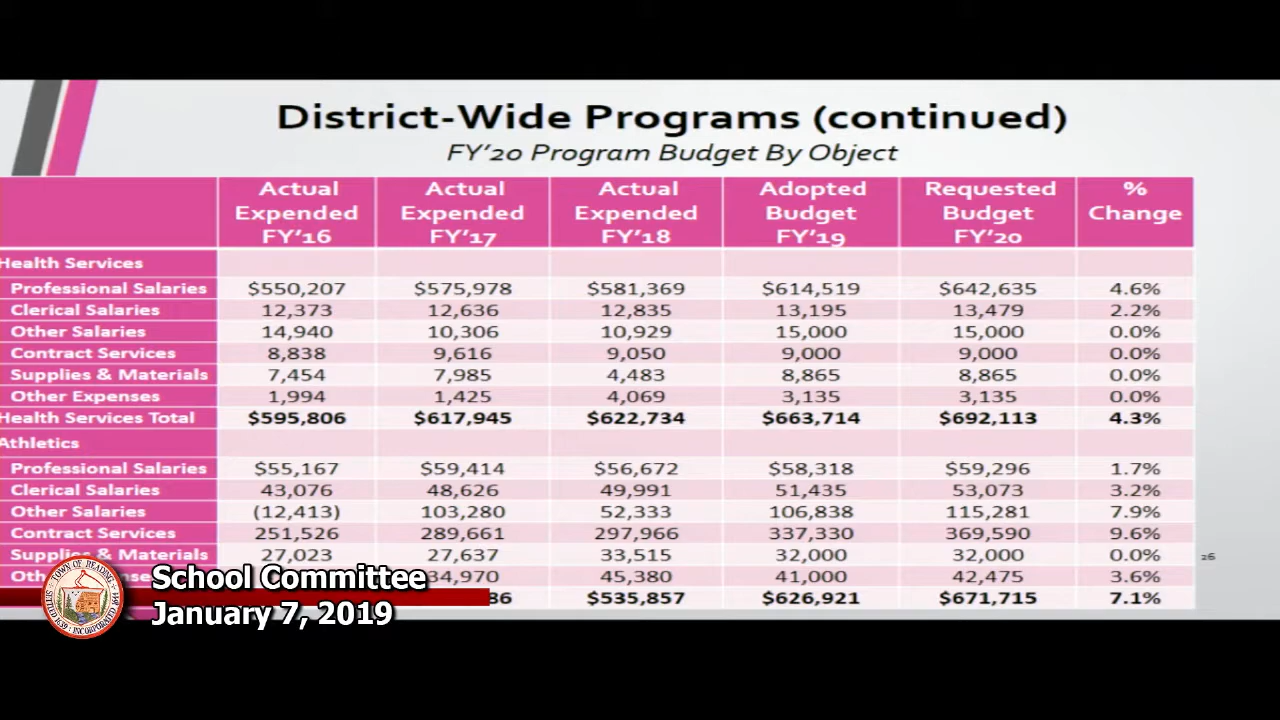 District-Wide Programs (continued)
FY'20 Program Budget By Object
Actual Expended FY'16 Actual Expended FY'17 Actual Expended FY'18 Adopted Budget FY'19 Requested Budget FY'20 % Change
Health Services
Professional Salaries $550,207 $575,978 $581,369 $614,519 $642,635 4.6%
Clerical Salaries 12,373 12,636 12,835 13,195 13,479 2.2%
Other Salaries 14,940 10,306 10,929 15,000 15,000 0.0%
Contract Services 8,838 9,616 9,050 9,000 9,000 0.0%
Supplies & Materials 7,454 7,985 4,483 8,865 8,865 0.0%
Other Expenses 1,994 1,425 4,069 3,135 3,135 0.0%
Health Services Total $595,806 $617,945 $622,734 $663,714 $692,113 4.3%
Athletics
Professional Salaries $55,167 $59,414 $56,672 $58,318 $59,296 1.7%
Clerical Salaries 43,076 48,626 49,991 51,435 53,073 3.2%
Other Salaries (12,413) 103,280 52,333 106,838 115,281 7.9%
Contract Services 251,526 289,661 297,966 337,330 369,590 9.6%
Supplies & Materials 27,023 27,637 33,515 32,000 32,000 0.0%
34,970 45,380 41,000 42,475 3.6%
$535,857 $626,921 $671,715 7.1%
26
School Committee
January 7, 2019
TOWN OF READING